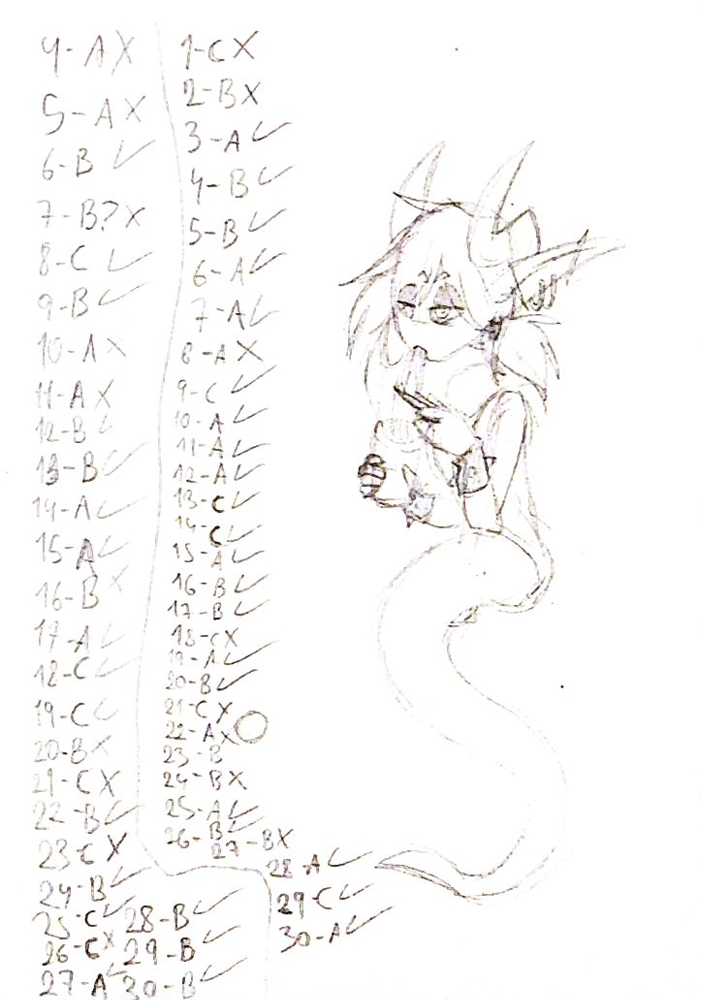 4-A X
5-A X
6-B ✓
7-B? X
8-C ✓
9-B ✓
10-A X
11-A X
12-B ✓
13-B ✓
14-A ✓
15-A ✓
16-B X
17-A ✓
18-C ✓
19-C ✓
20-B X
21-C X
22-B ✓
23-C X
24-B ✓
25-C ✓
26-C X
27-A ✓
28-B ✓
29-B ✓
30-B ✓
1-C X
2-B X
3-A ✓
4-B ✓
5-B ✓
6-A ✓
7-A ✓
8-A X
9-C ✓
10-A ✓
11-A ✓
12-A ✓
13-C ✓
14-C ✓
15-A ✓
16-B ✓
17-B ✓
18-C X
19-A ✓
20-B ✓
21-C X
22-A X
23-B
24-B X
25-A ✓
26-B ✓
27-B X
28-A ✓
29-C ✓
30-A ✓